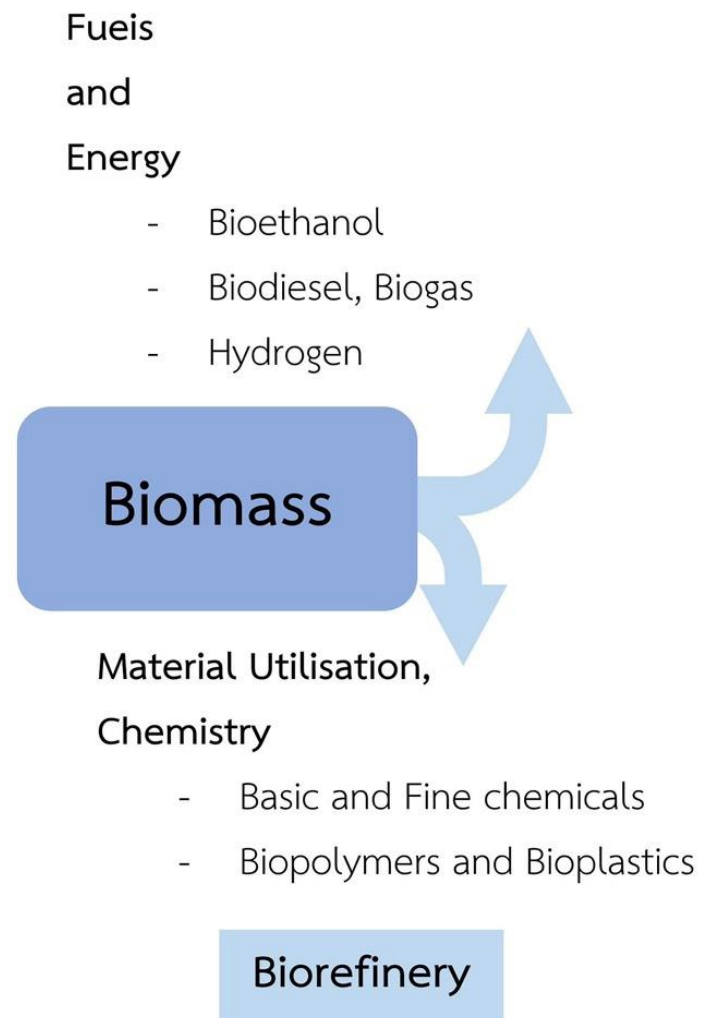 Fueis
and
Energy
- Bioethanol
- Biodiesel, Biogas
- Hydrogen
Biomass
Material Utilisation,
Chemistry
- Basic and Fine chemicals
- Biopolymers and Bioplastics
Biorefinery